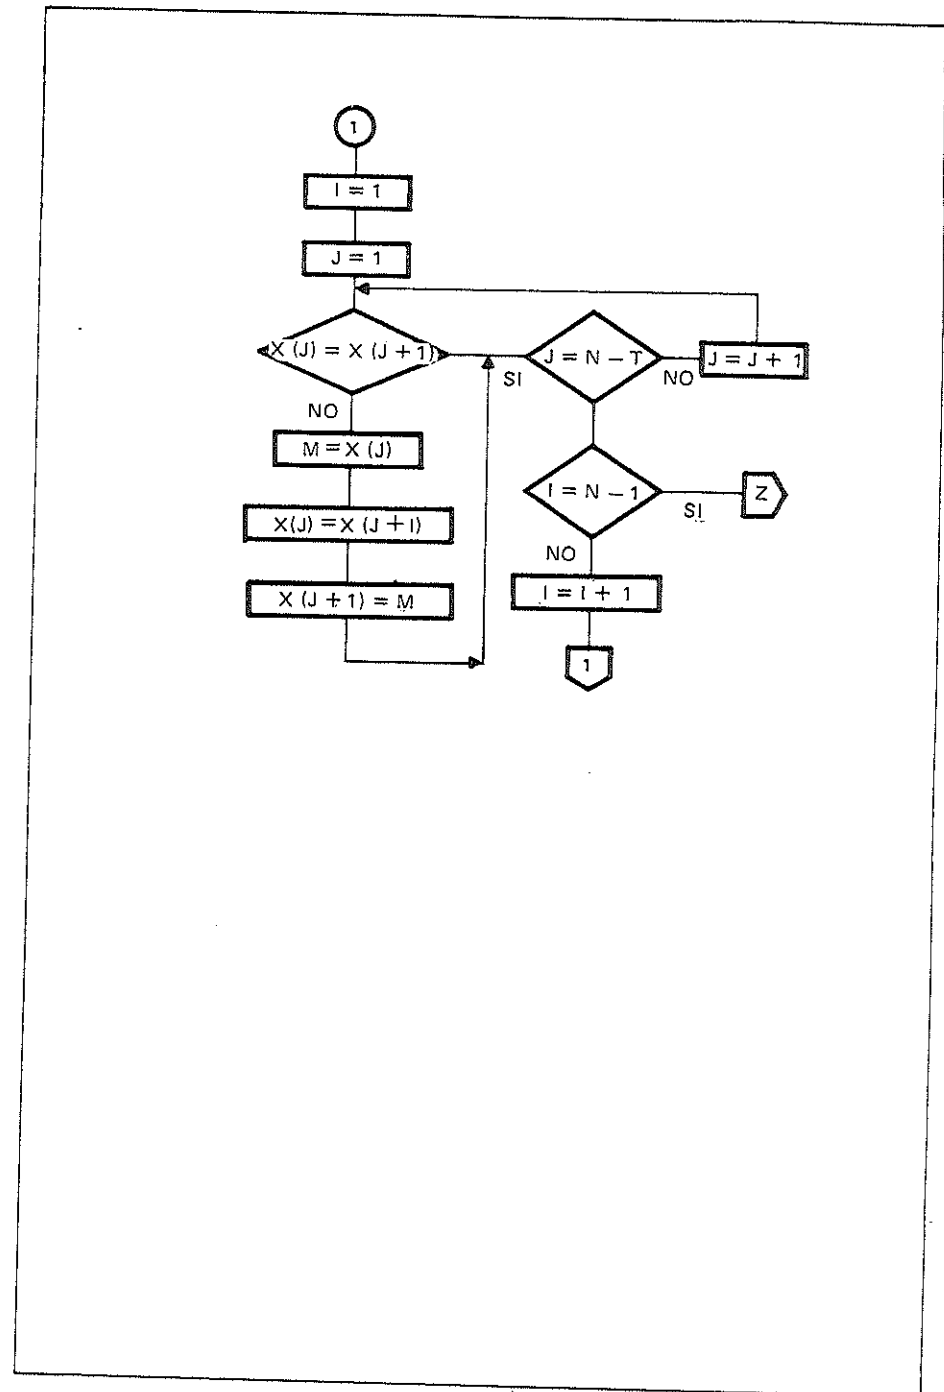 1
I = 1
J = 1
X (J) = X (J + 1)
SI
J = N - T
NO
J = J + 1
NO
M = X (J)
I = N - 1
SI
Z
X(J) = X (J + I)
NO
X (J + 1) = M
I = I + 1
1